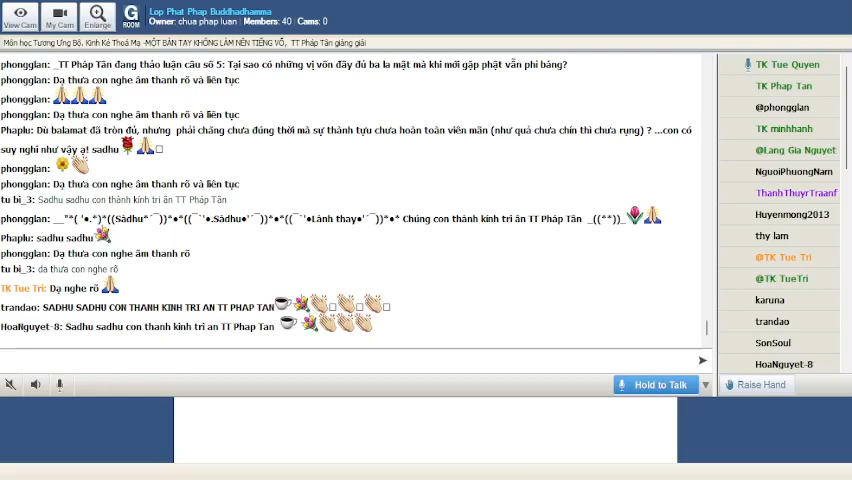 Lop Phat Phap Buddhadhamma
Owner: chua phap luan Members: 40 Cams: 0
View Cam
My Cam
Enlarge
G ROOM
Môn học Tương Ưng Bộ. Kinh Kẻ Thoá Mạ -MỘT BÀN TAY KHÔNG LÀM NÊN TIẾNG VỖ, TT Pháp Tân giảng giải
phongglan: _TT Pháp Tân đang thảo luận câu số 5: Tại sao có những vị vốn đầy đủ ba la mật mà khi mới gặp phật vẫn phỉ báng?
phongglan: Dạ thưa con nghe âm thanh rõ và liên tục
phongglan:
phongglan: Dạ thưa con nghe âm thanh rõ và liên tục
Phaplu: Dù balamat đã tròn đủ, nhưng phải chăng chưa đúng thời mà sự thành tựu chưa hoàn toàn viên mãn (như quả chưa chín thì chưa rụng) ? ...con có
suy nghĩ như vậy ạ! sadhu
phongglan:
phongglan: Dạ thưa con nghe âm thanh rõ và liên tục
tu bi_3: Sadhu sadhu con thành kính tri ân TT Pháp Tân
phongglan: __"*( '•.*)*((Sàdhu*´¯))*•*((¯`'•.Sàdhu•'´¯))*•*((¯`'•Lành thay•'´¯))*•* Chúng con thành kính tri ân TT Pháp Tân _((**))_
Phaplu: sadhu sadhu
phongglan: Dạ thưa con nghe âm thanh rõ
tu bi_3: da thưa con nghe rõ
TK Tue Tri: Dạ nghe rõ
trandao: SADHU SADHU CON THANH KINH TRI AN TT PHAP TAN
HoaNguyet-8: Sadhu sadhu con thanh kinh tri an TT Phap Tan
Hold to Talk
TK Tue Quyen
TK Phap Tan
@phongglan
TK minhhanh
@Lang Gia Nguyet
NguoiPhuongNam
ThanhThuyrTraanf
Huyenmong2013
thy lam
@TK Tue Tri
@TK TueTri
karuna
trandao
SonSoul
HoaNguyet-8
Raise Hand